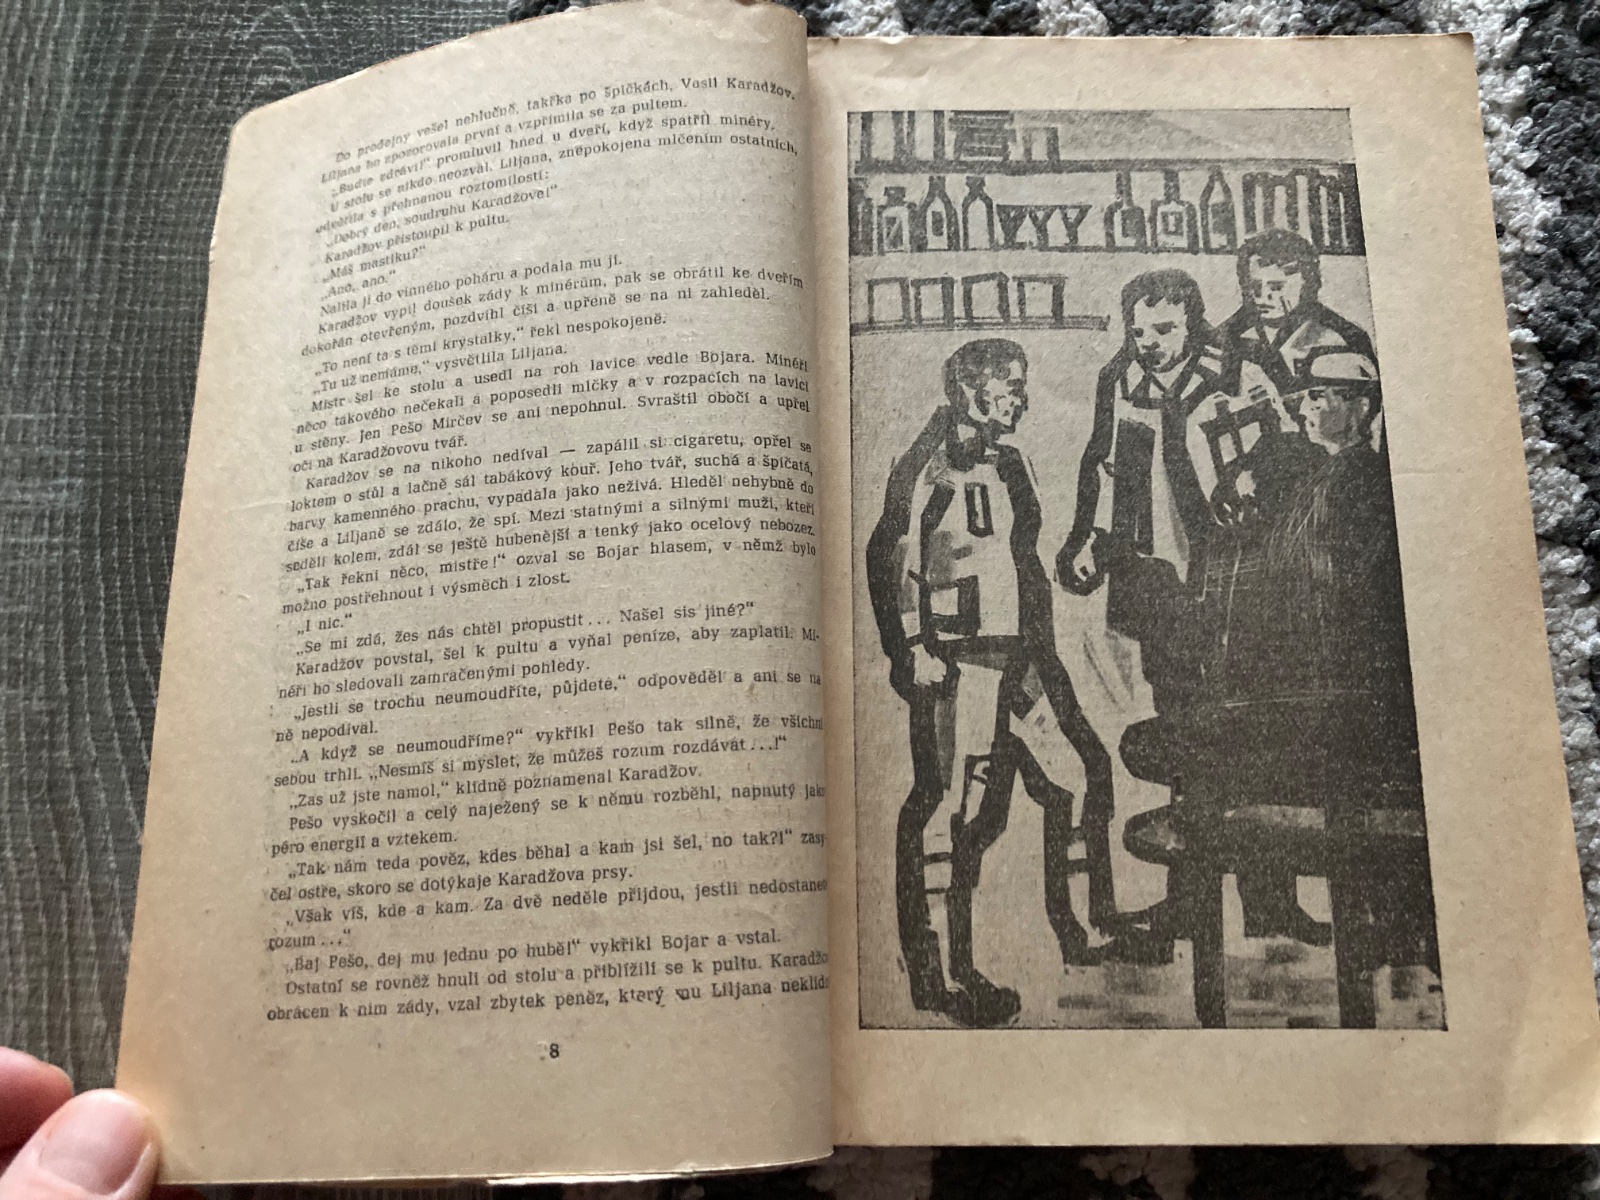 Do prodejny vešel nehlučně, takřka po špičkách, Vasil Karadžov.
Liljana ho zpozorovala první a vzpřímila se za pultem.
„Buďte zdrávi!“ promluvil hned u dveří, když spatřil minéry.
U stolu se nikdo neozval. Liljana, znepokojena mlčením ostatních,
odvětila s přehnanou roztomilostí:
„Dobrý den, soudruhu Karadžove!“
Karadžov přistoupil k pultu.
„Máš mastiku?“
„Ano, ano.“
Nalila jí do vinného poháru a podala mu ji.
Karadžov vypil doušek zády k minérům, pak se obrátil ke dveřím
dokořán otevřeným, pozdvihl číši a upřeně se na ni zahleděl.
„To není ta s těmi krystalky,“ řekl nespokojeně.
„Tu už nemáme,“ vysvětlila Liljana.
Mistr šel ke stolu a usedl na roh lavice vedle Bojara. Minéři
něco takového nečekali a poposedli mlčky a v rozpacích na lavici
u stěny. Jen Pešo Mirčev se ani nepohnul. Svraštil obočí a upřel
oči na Karadžovovu tvář.
Karadžov se na nikoho nedíval — zapálil si cigaretu, opřel se
loktem o stůl a lačně sál tabákový kouř. Jeho tvář, suchá a špičatá,
barvy kamenného prachu, vypadala jako neživá. Hleděl nehybně do
číše a Liljaně se zdálo, že spí. Mezi statnými a silnými muži, kteří
seděli kolem, zdál se ještě hubenější a tenký jako ocelový nebozez.
„Tak řekni něco, mistře!“ ozval se Bojar hlasem, v němž bylo
možno postřehnout i výsměch i zlost.
„I nic.“
„Se mi zdá, žes nás chtěl propustit... Našel sis jiné?“
Karadžov povstal, šel k pultu a vyňal peníze, aby zaplatil. Mi-
néři ho sledovali zamračenými pohledy.
„Jestli se trochu neumoudříte, půjdete,“ odpověděl a ani se na
ně nepodíval.
„A když se neumoudříme?“ vykřikl Pešo tak silně, že všichni
sebou trhli. „Nesmíš si myslet, že můžeš rozum rozdávat...!“
„Zas už jste namol,“ klidně poznamenal Karadžov.
Pešo vyskočil a celý naježený se k němu rozběhl, napnutý jako
péro energií a vztekem.
„Tak nám teda pověz, kdes běhal a kam jsi šel, no tak?!“ zasy-
čel ostře, skoro se dotýkaje Karadžova prsy.
„Však víš, kde a kam. Za dvě neděle přijdou, jestli nedostanete
rozum...“
„Baj Pešo, dej mu jednu po hubě!“ vykřikl Bojar a vstal.
Ostatní se rovněž hnuli od stolu a přiblížili se k pultu.
obrácen k nim zády, vzal zbytek peněz, který mu Liljana
8